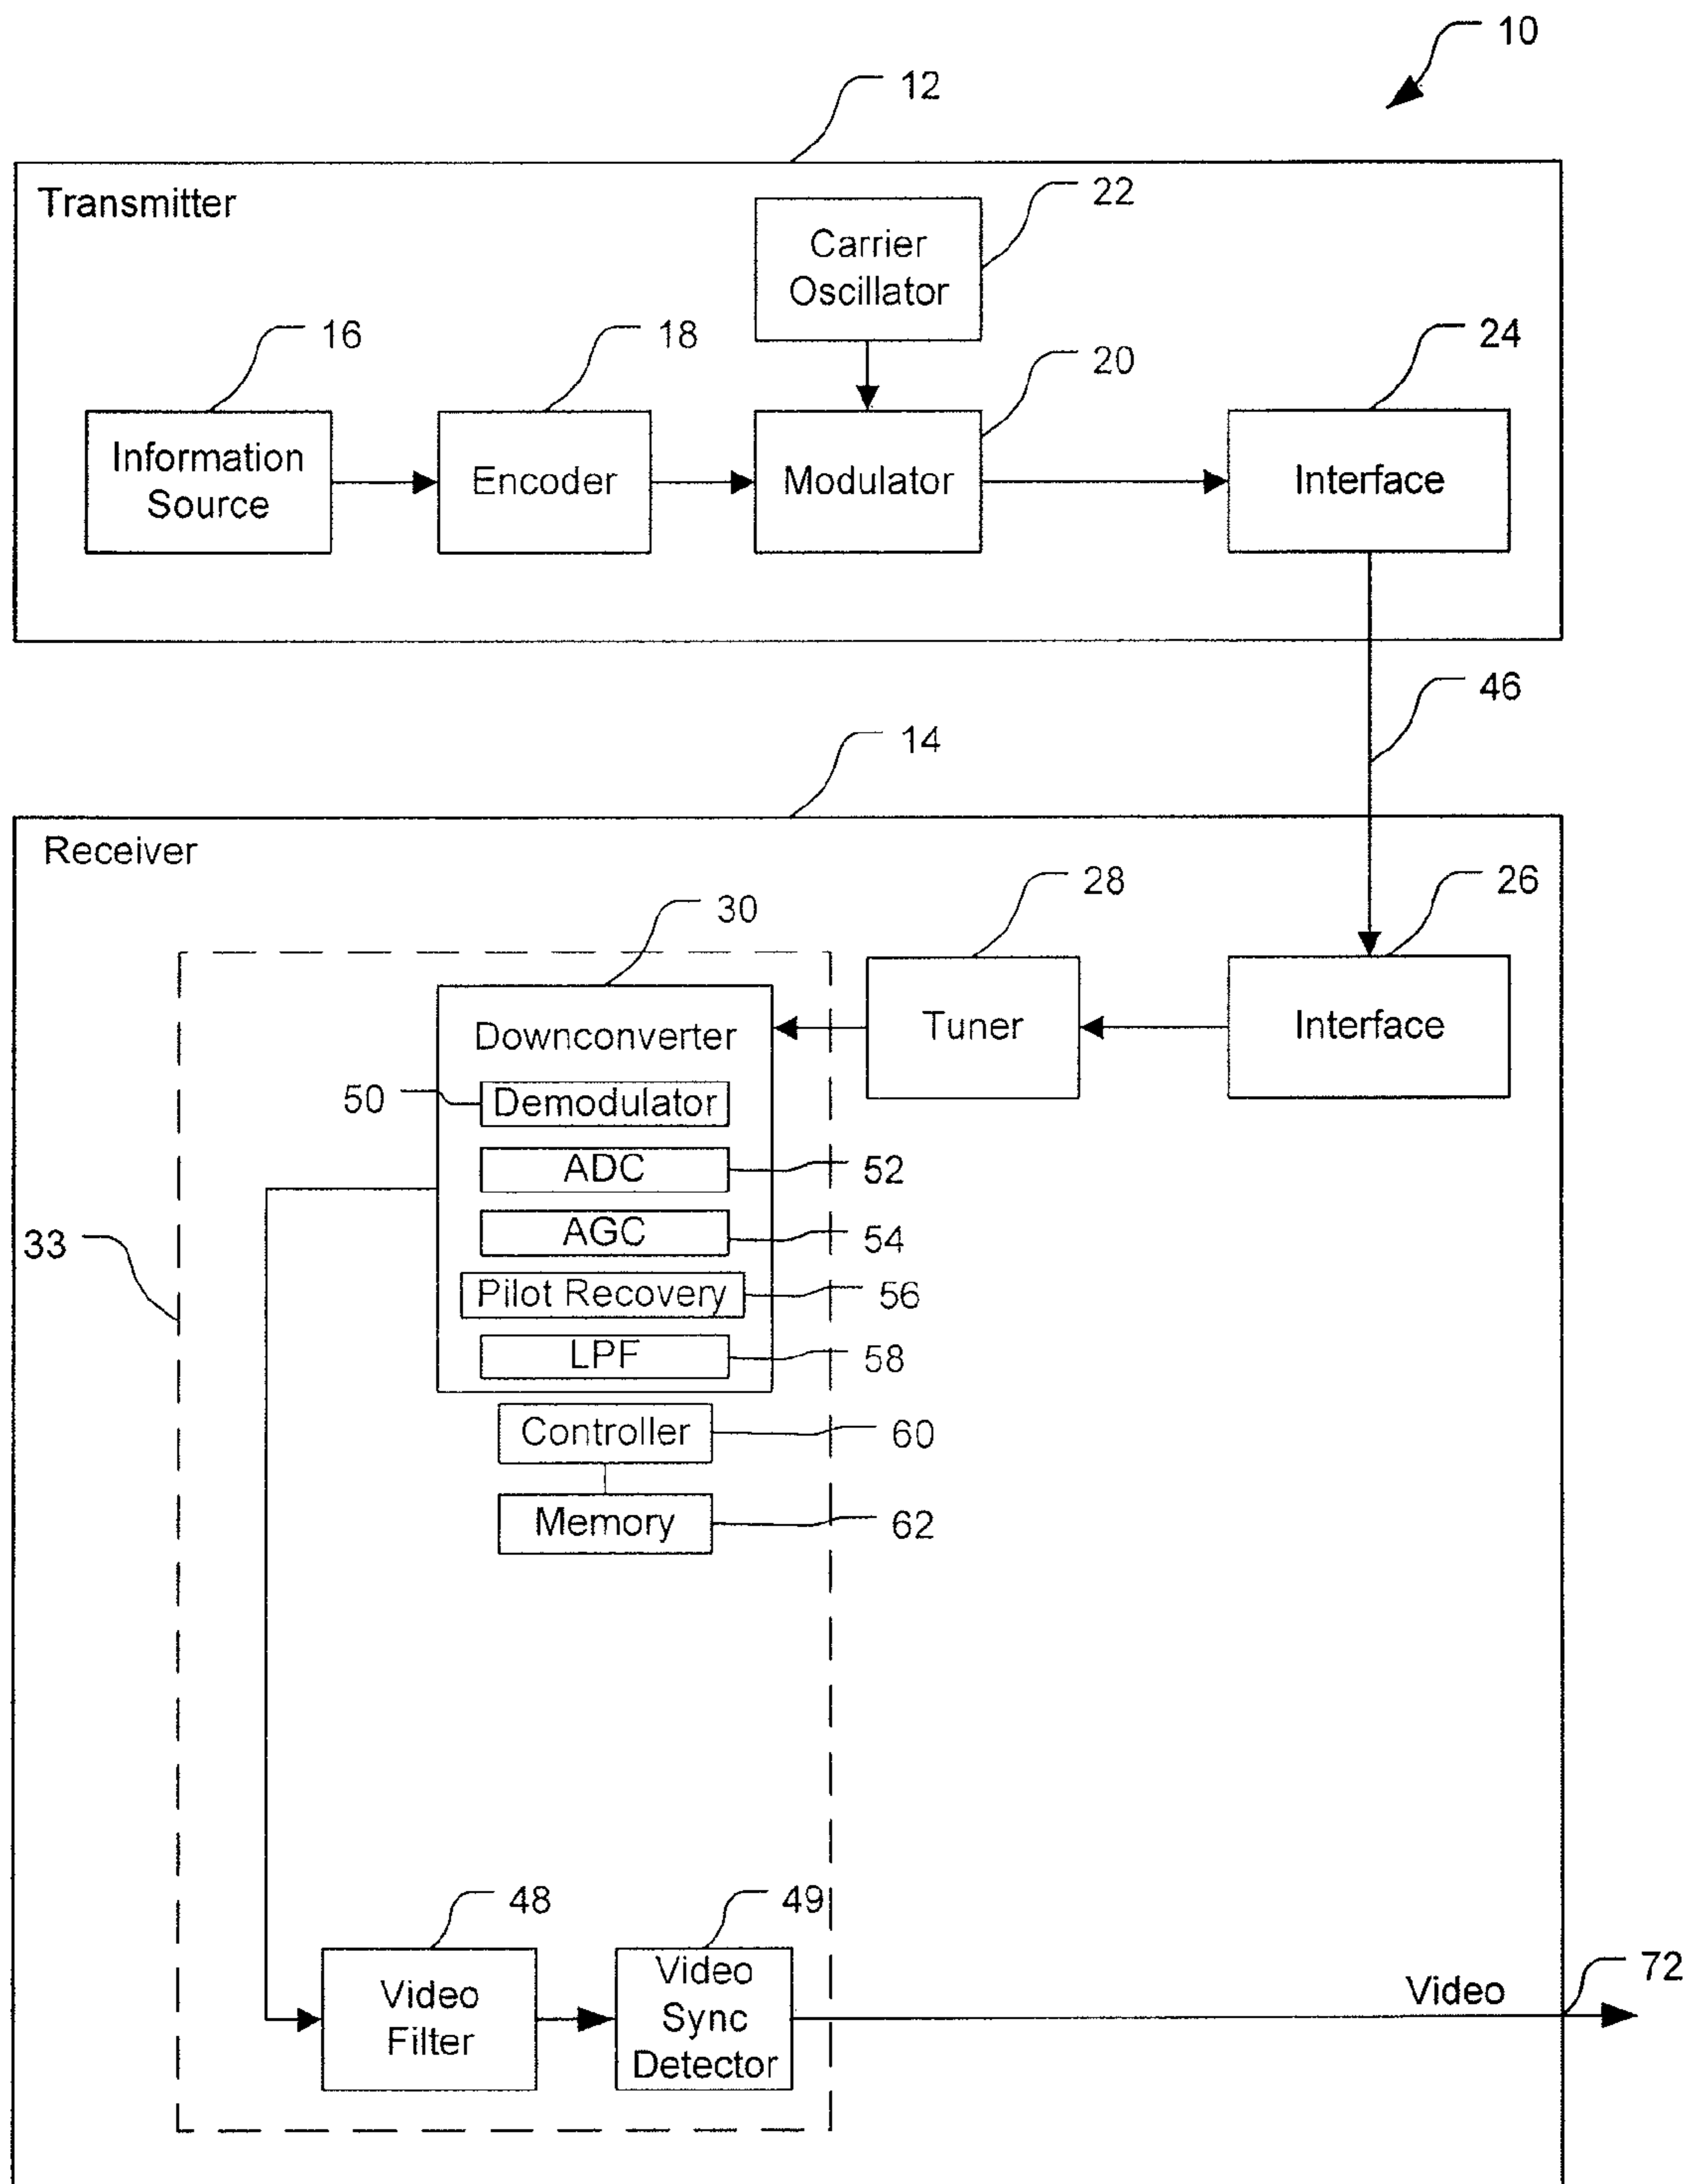 10
12
Transmitter
22
Carrier
Oscillator
16
18
20
24
Information
Source
Encoder
Modulator
Interface
46
14
Receiver
30
28
26
Downconverter
Tuner
Interface
50
Demodulator
ADC
52
33
AGC
54
Pilot Recovery
56
LPF
58
Controller
60
Memory
62
48
49
Video
Filter
Video
Sync
Detector
Video
72